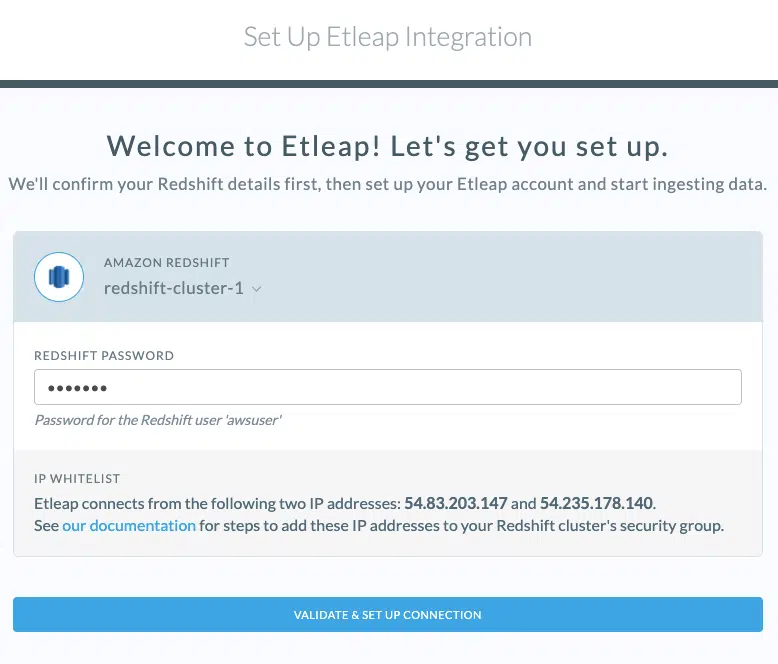 Set Up Etleap Integration
Welcome to Etleap! Let's get you set up.
We'll confirm your Redshift details first, then set up your Etleap account and start ingesting data.
AMAZON REDSHIFT
redshift-cluster-1
REDSHIFT PASSWORD
•••••••
Password for the Redshift user 'awsuser'
IP WHITELIST
Etleap connects from the following two IP addresses: 54.83.203.147 and 54.235.178.140.
See our documentation for steps to add these IP addresses to your Redshift cluster's security group.
VALIDATE & SET UP CONNECTION